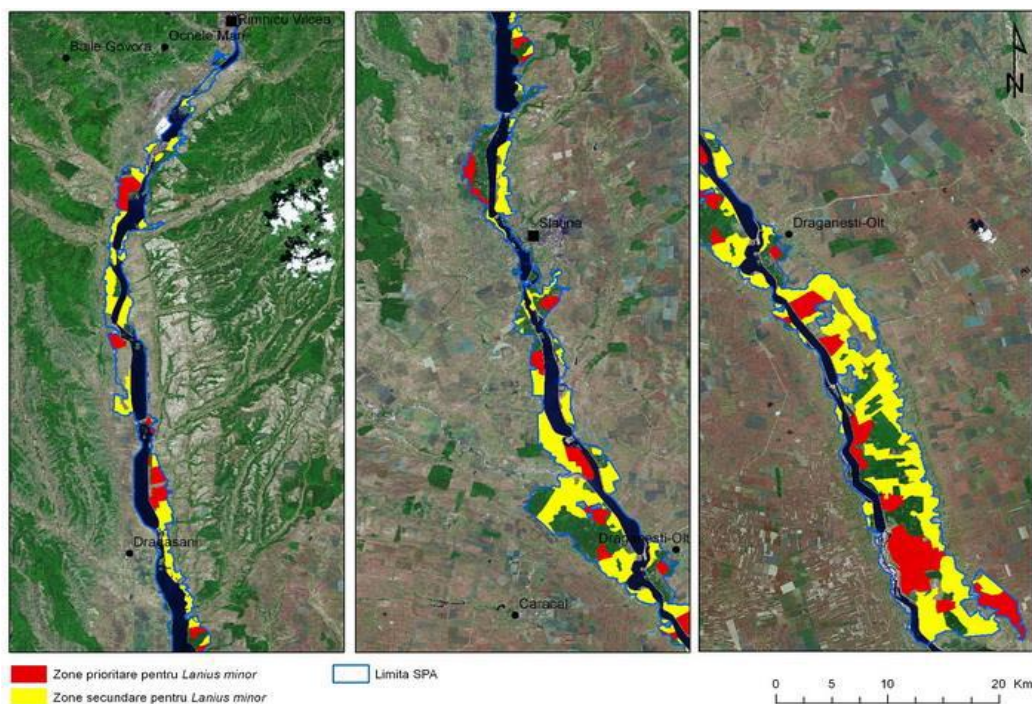 Rimnicu Vilcea
Ocnele Mari
Baile Govora
Dragasani
Slatina
Draganesti-Olt
Caracal
Draganesti-Olt
N
Zone prioritare pentru Lanius minor
Zone secundare pentru Lanius minor
Limita SPA
0 5 10 20 Km